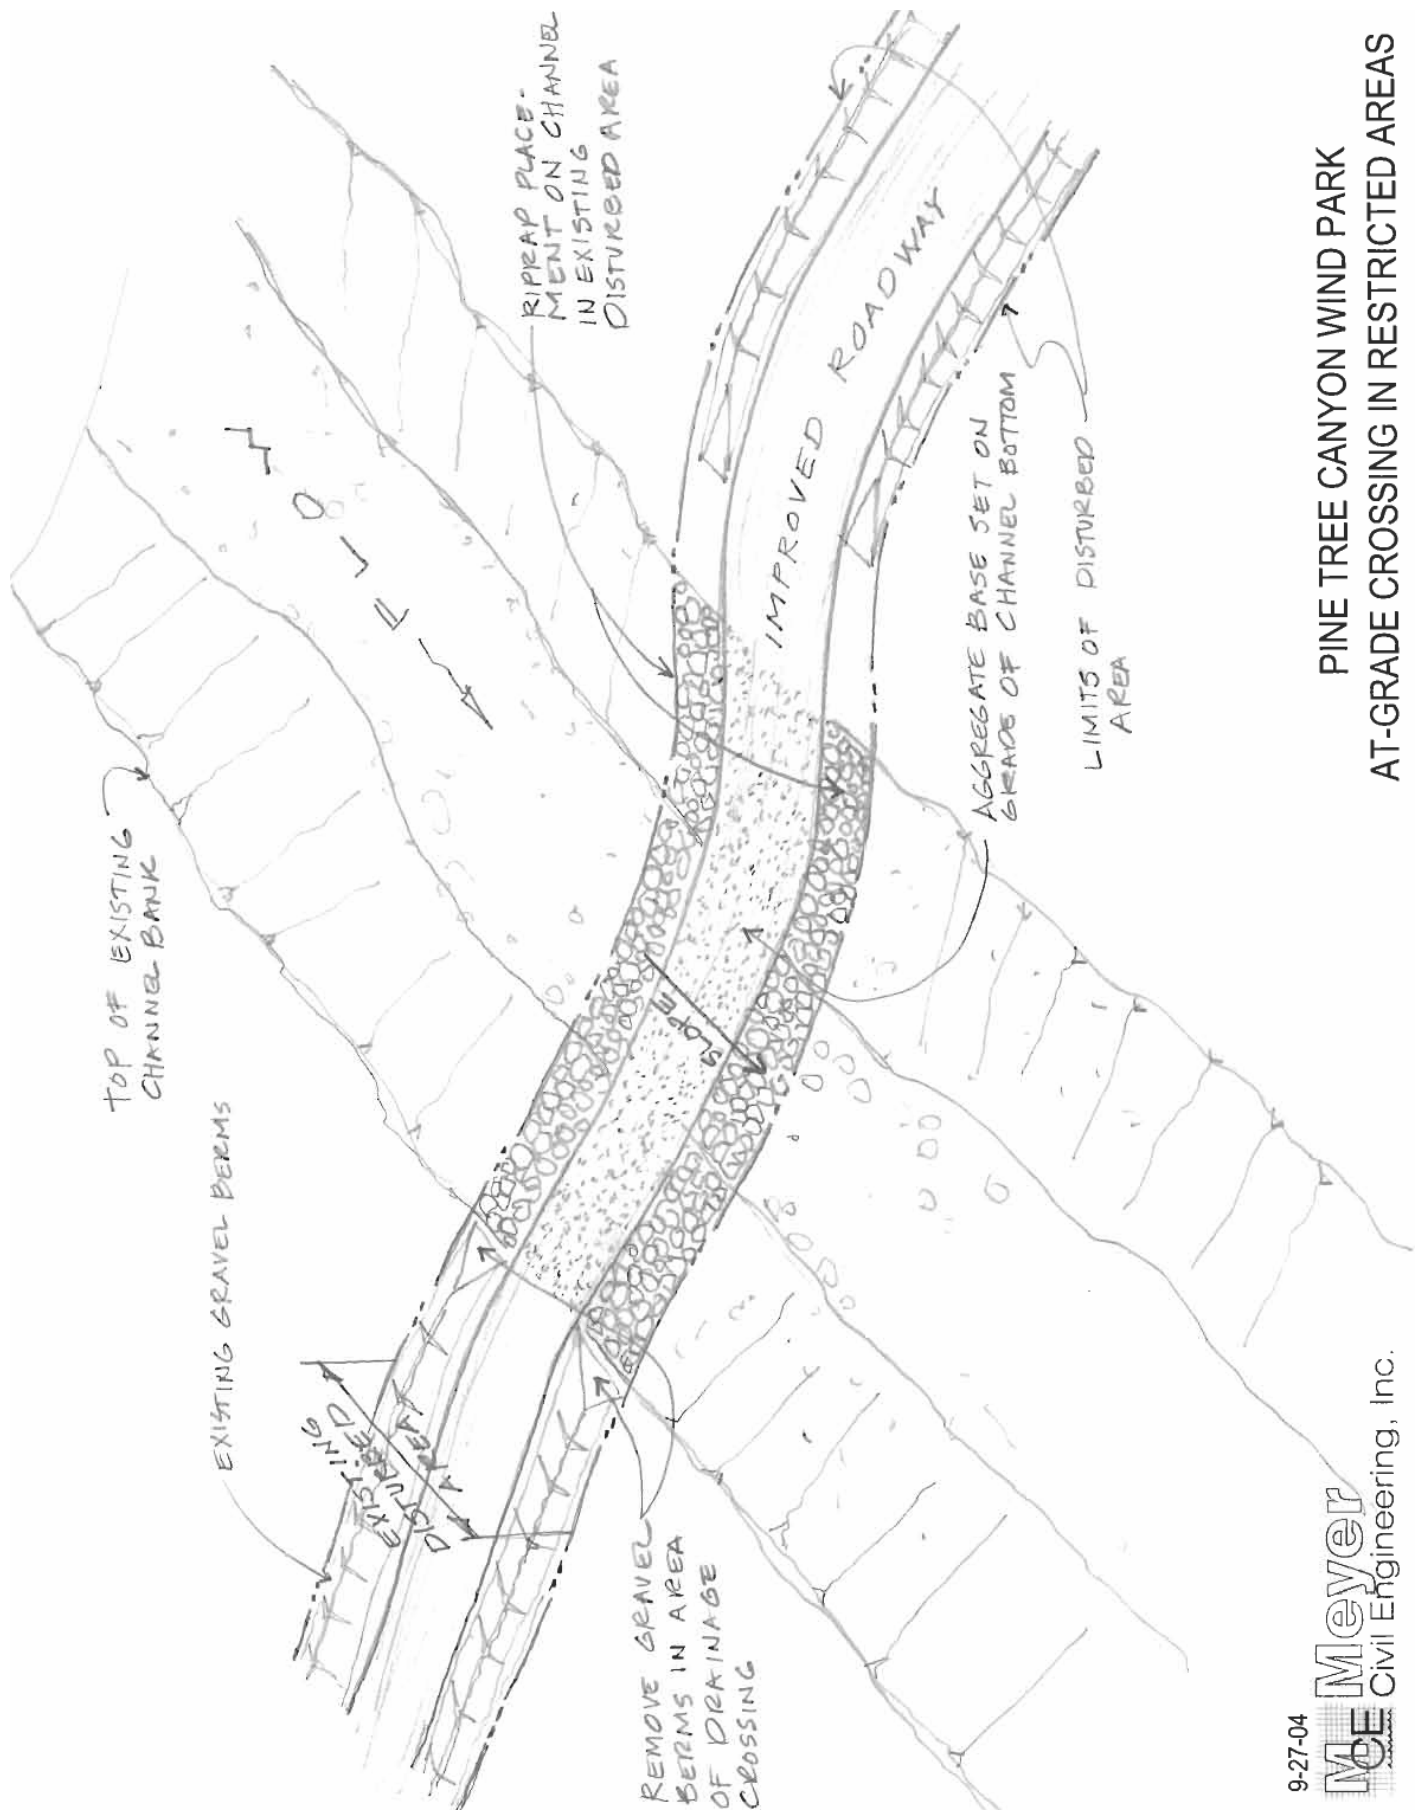 TOP OF EXISTING
CHANNEL BANK
EXISTING GRAVEL BERMS
FLOW
RIPRAP PLACE-
MENT ON CHANNEL
IN EXISTING
DISTURBED AREA
EXISTING
DISTURBED
AREA
SLOPE
IMPROVED ROADWAY
REMOVE GRAVEL
BERMS IN AREA
OF DRAINAGE
CROSSING
AGGREGATE BASE SET ON
GRADE OF CHANNEL BOTTOM
LIMITS OF DISTURBED
AREA
9-27-04
MCE Meyer
Civil Engineering, Inc.
PINE TREE CANYON WIND PARK
AT-GRADE CROSSING IN RESTRICTED AREAS